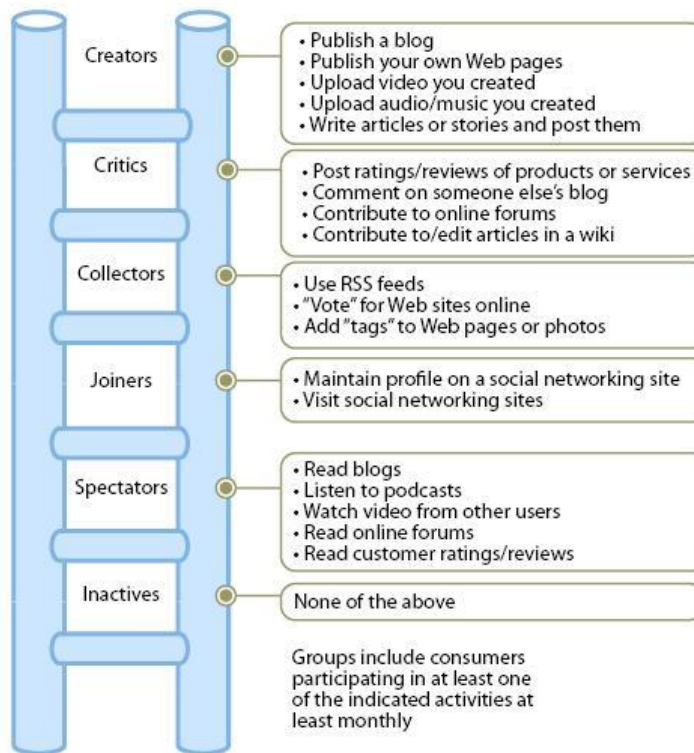 Creators
• Publish a blog
• Publish your own Web pages
• Upload video you created
• Upload audio/music you created
• Write articles or stories and post them
Critics
• Post ratings/reviews of products or services
• Comment on someone else's blog
• Contribute to online forums
• Contribute to/edit articles in a wiki
Collectors
• Use RSS feeds
• "Vote" for Web sites online
• Add "tags" to Web pages or photos
Joiners
• Maintain profile on a social networking site
• Visit social networking sites
Spectators
• Read blogs
• Listen to podcasts
• Watch video from other users
• Read online forums
• Read customer ratings/reviews
Inactives
None of the above
Groups include consumers
participating in at least one
of the indicated activities at
least monthly